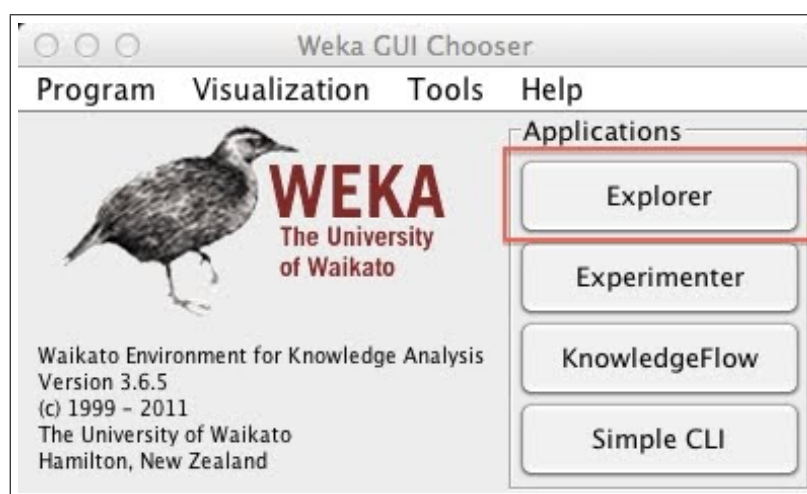 Weka GUI Chooser
Program Visualization Tools Help
Applications
Explorer
Experimenter
KnowledgeFlow
Simple CLI
WEKA
The University
of Waikato
Waikato Environment for Knowledge Analysis
Version 3.6.5
(c) 1999 - 2011
The University of Waikato
Hamilton, New Zealand